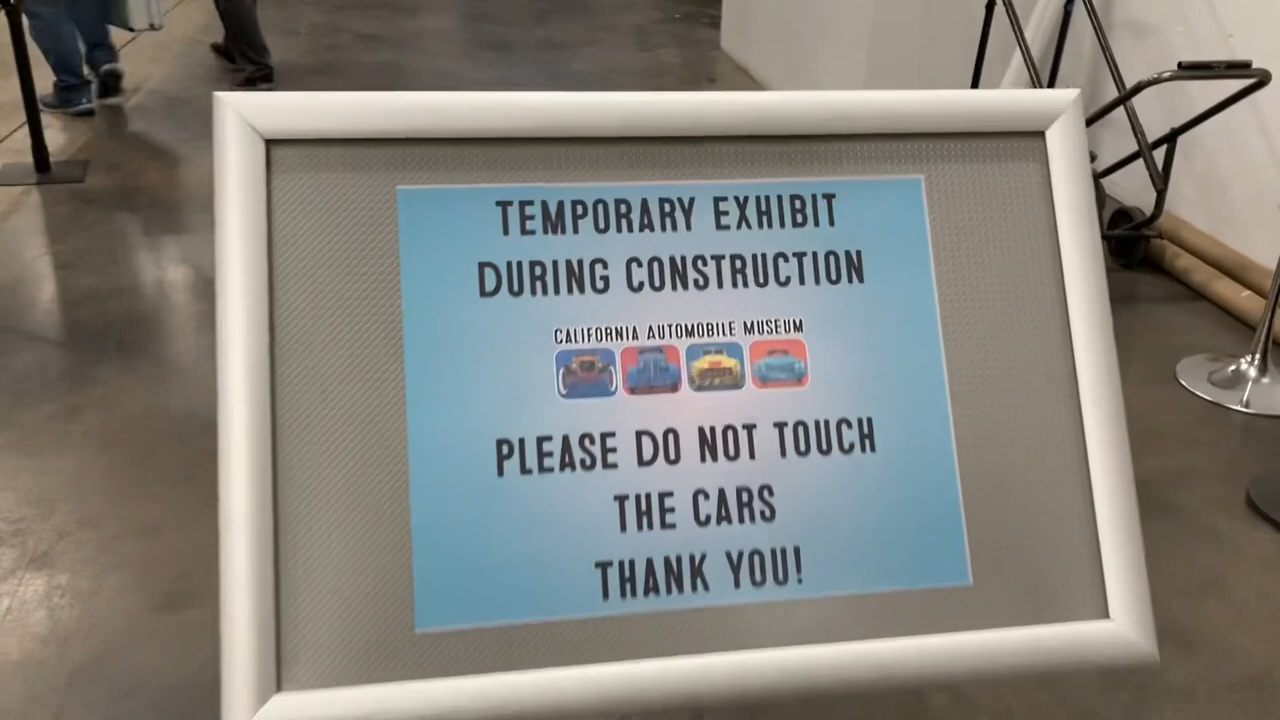 TEMPORARY EXHIBIT
DURING CONSTRUCTION
CALIFORNIA AUTOMOBILE MUSEUM
PLEASE DO NOT TOUCH
THE CARS
THANK YOU!